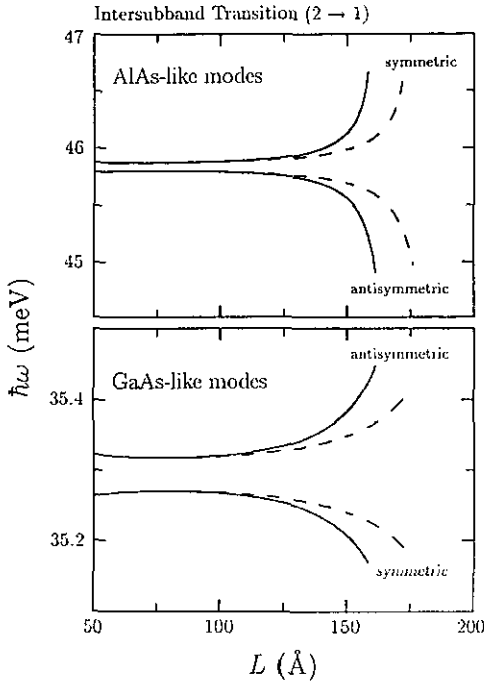 Intersubband Transition (2 → 1)
47
AlAs-like modes
symmetric
46
45
antisymmetric
ħω (meV)
antisymmetric
GaAs-like modes
35.4
35.2
symmetric
50
100
150
200
L (Å)